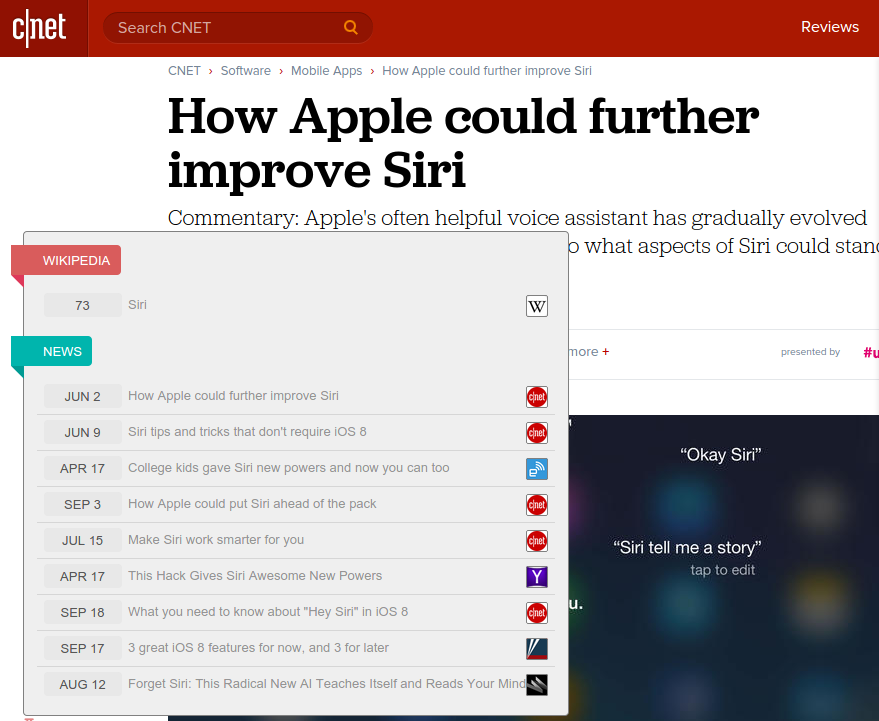 c|net
Search CNET
Reviews
CNET › Software › Mobile Apps › How Apple could further improve Siri
How Apple could further
improve Siri
Commentary: Apple's often helpful voice assistant has gradually evolved
o what aspects of Siri could stand
WIKIPEDIA
73 Siri W
NEWS
more +
presented by
#u
JUN 2 How Apple could further improve Siri c|net
JUN 9 Siri tips and tricks that don't require iOS 8 c|net
APR 17 College kids gave Siri new powers and now you can too e
SEP 3 How Apple could put Siri ahead of the pack c|net
JUL 15 Make Siri work smarter for you c|net
APR 17 This Hack Gives Siri Awesome New Powers Y
SEP 18 What you need to know about "Hey Siri" in iOS 8 c|net
SEP 17 3 great iOS 8 features for now, and 3 for later
AUG 12 Forget Siri: This Radical New AI Teaches Itself and Reads Your Mind
“Okay Siri”
“Siri tell me a story”
tap to edit
u.